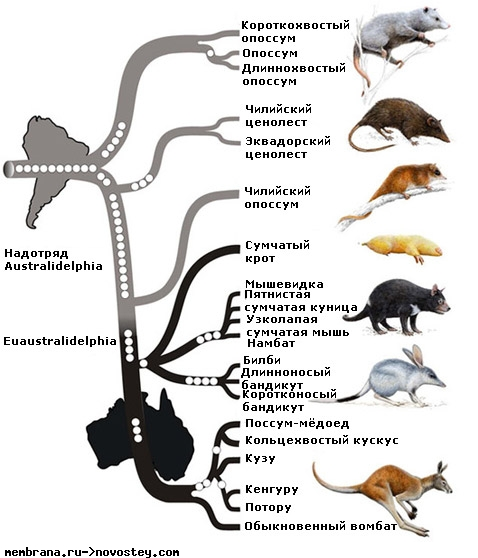 Короткохвостый
опоссум
Опоссум
Длиннохвостый
опоссум
Чилийский
ценолест
Эквадорский
ценолест
Чилийский
опоссум
Надотряд
Australidelphia
Сумчатый
крот
Мышевидка
Пятнистая
сумчатая куница
Узколапая
сумчатая мышь
Намбат
Euaustralidelphia
Билби
Длинноносый
бандикут
Коротконосый
бандикут
Поссум-мёдоед
Кольцехвостый кускус
Кузу
Кенгуру
Потору
Обыкновенный вомбат
membrana.ru->novostey.com